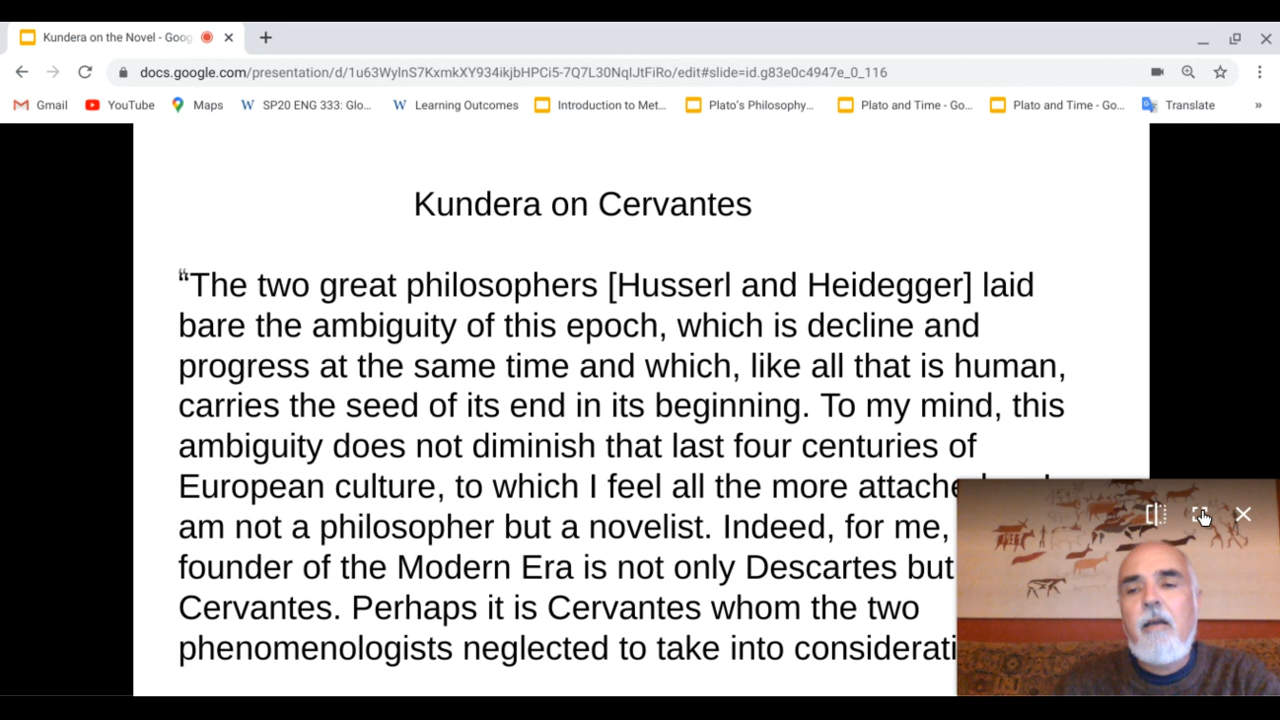 Kundera on the Novel - Goog
docs.google.com/presentation/d/1u63WylnS7KxmkXY934ikjbHPCi5-7Q7L30NqIJtFiRo/edit#slide=id.g83e0c4947e_0_116
Gmail YouTube Maps SP20 ENG 333: Glo... Learning Outcomes Introduction to Met... Plato's Philosophy... Plato and Time - Go... Plato and Time - Go... Translate »
Kundera on Cervantes
“The two great philosophers [Husserl and Heidegger] laid
bare the ambiguity of this epoch, which is decline and
progress at the same time and which, like all that is human,
carries the seed of its end in its beginning. To my mind, this
ambiguity does not diminish that last four centuries of
European culture, to which I feel all the more attache
am not a philosopher but a novelist. Indeed, for me,
founder of the Modern Era is not only Descartes but
Cervantes. Perhaps it is Cervantes whom the two
phenomenologists neglected to take into considerati